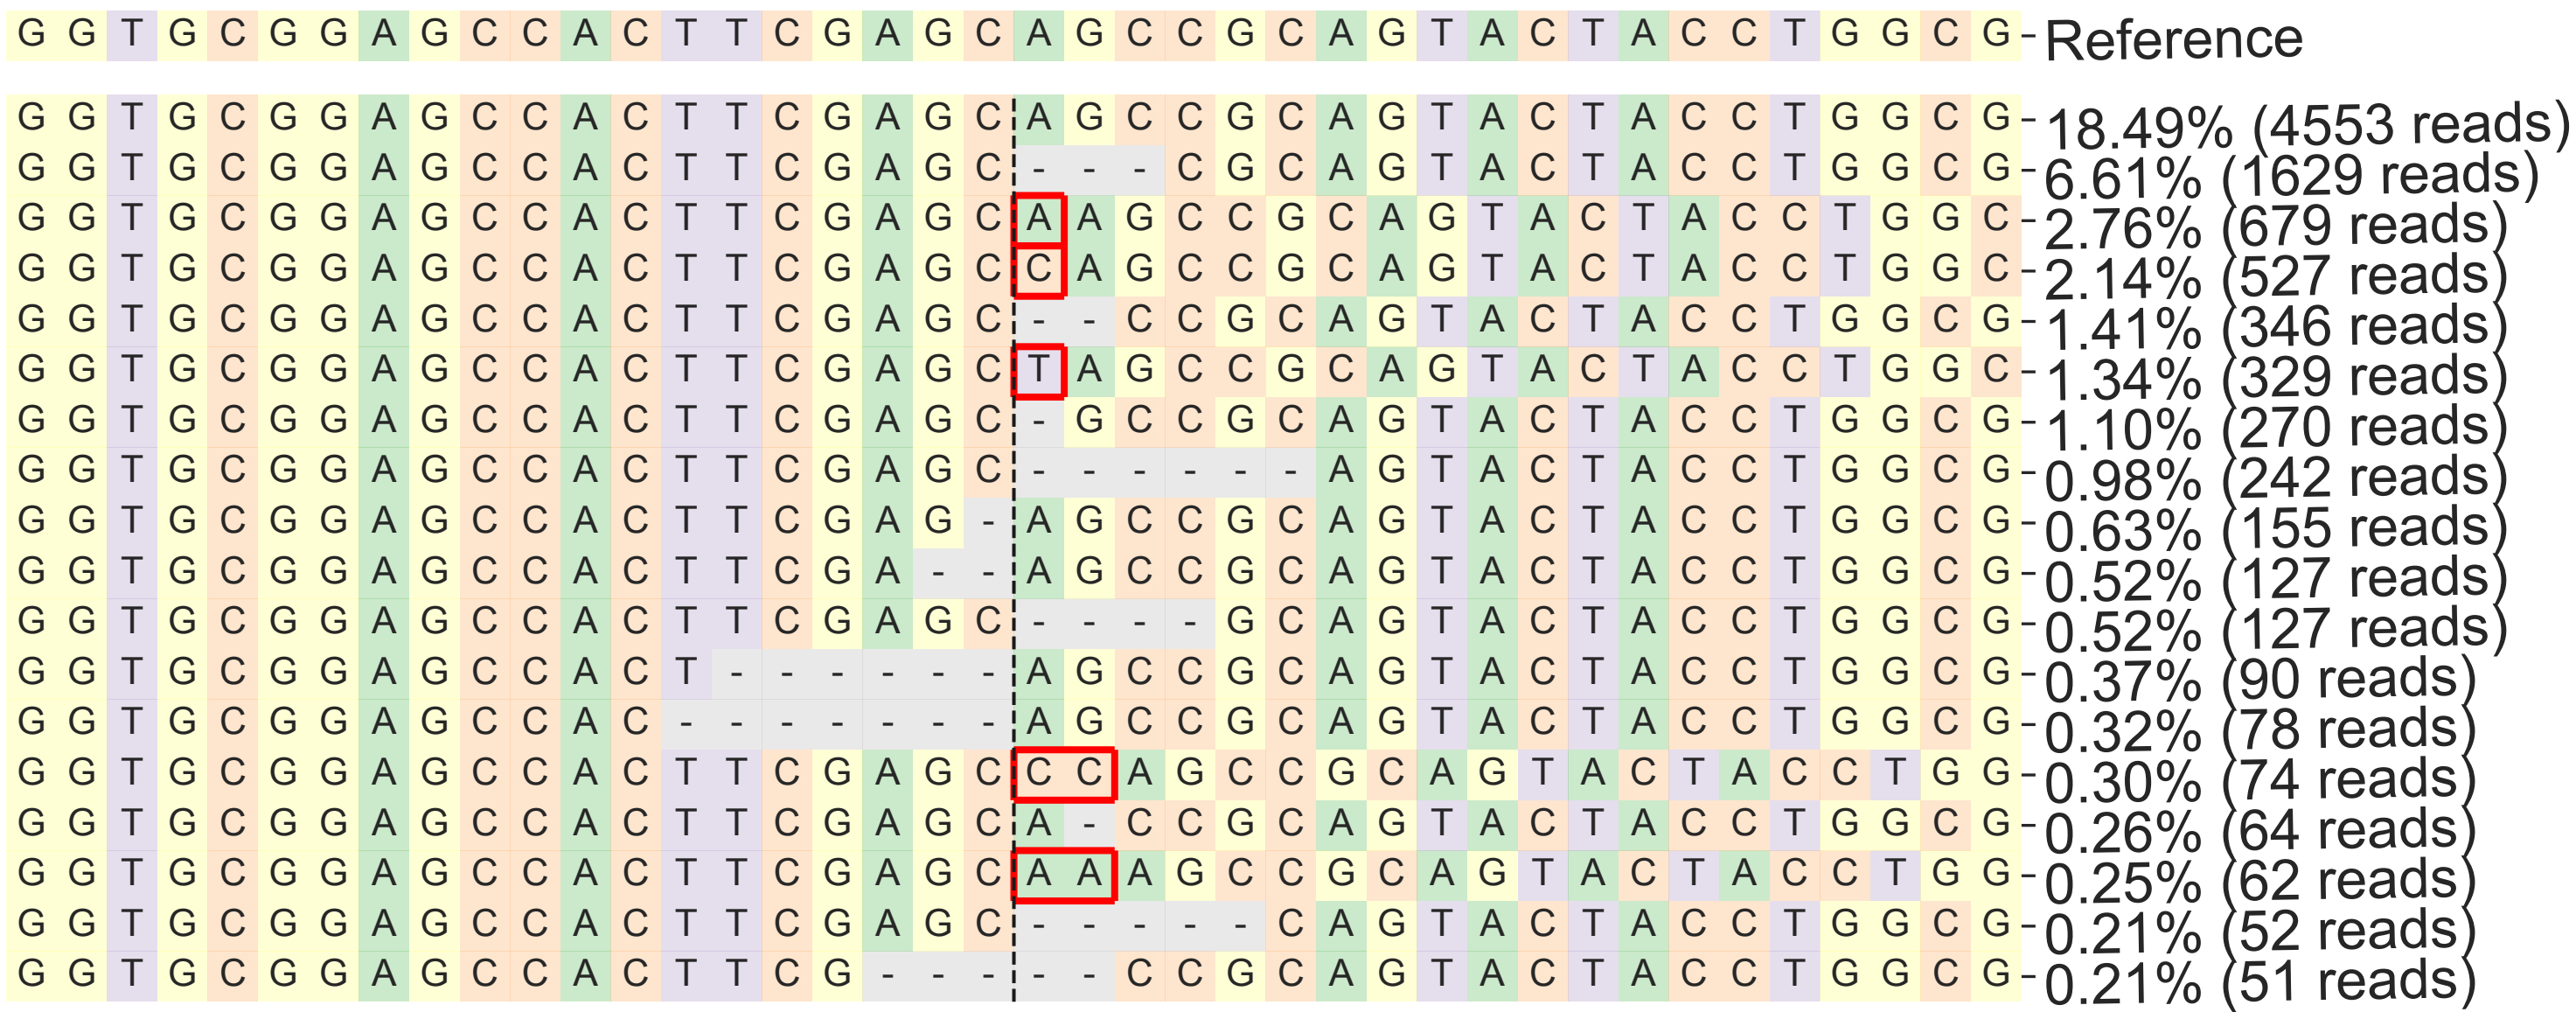 G G T G C G G A G C C A C T T C G A G C A G C C G C A G T A C T A C C T G G C G Reference
G G T G C G G A G C C A C T T C G A G C A G C C G C A G T A C T A C C T G G C G 18.49% (4553 reads)
G G T G C G G A G C C A C T T C G A G C - - - C G C A G T A C T A C C T G G C G 6.61% (1629 reads)
G G T G C G G A G C C A C T T C G A G C A A G C C G C A G T A C T A C C T G G C 2.76% (679 reads)
G G T G C G G A G C C A C T T C G A G C C A G C C G C A G T A C T A C C T G G C 2.14% (527 reads)
G G T G C G G A G C C A C T T C G A G C - - C C G C A G T A C T A C C T G G C G 1.41% (346 reads)
G G T G C G G A G C C A C T T C G A G C T A G C C G C A G T A C T A C C T G G C 1.34% (329 reads)
G G T G C G G A G C C A C T T C G A G C - G C C G C A G T A C T A C C T G G C G 1.10% (270 reads)
G G T G C G G A G C C A C T T C G A G C - - - - - - A G T A C T A C C T G G C G 0.98% (242 reads)
G G T G C G G A G C C A C T T C G A G - A G C C G C A G T A C T A C C T G G C G 0.63% (155 reads)
G G T G C G G A G C C A C T T C G A - - A G C C G C A G T A C T A C C T G G C G 0.52% (127 reads)
G G T G C G G A G C C A C T T C G A G C - - - - G C A G T A C T A C C T G G C G 0.52% (127 reads)
G G T G C G G A G C C A C T - - - - - - A G C C G C A G T A C T A C C T G G C G 0.37% (90 reads)
G G T G C G G A G C C A C - - - - - - - A G C C G C A G T A C T A C C T G G C G 0.32% (78 reads)
G G T G C G G A G C C A C T T C G A G C C C A G C C G C A G T A C T A C C T G G 0.30% (74 reads)
G G T G C G G A G C C A C T T C G A G C A - C C G C A G T A C T A C C T G G C G 0.26% (64 reads)
G G T G C G G A G C C A C T T C G A G C A A A G C C G C A G T A C T A C C T G G 0.25% (62 reads)
G G T G C G G A G C C A C T T C G A G C - - - - - C A G T A C T A C C T G G C G 0.21% (52 reads)
G G T G C G G A G C C A C T T C G - - - - - C C G C A G T A C T A C C T G G C G 0.21% (51 reads)